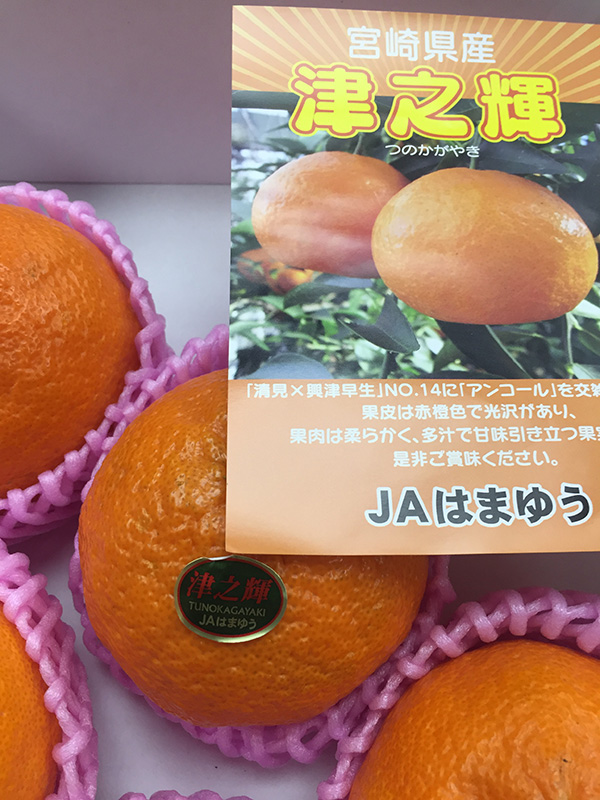 宮崎県産
津之輝
つのかがやき
「清見×興津早生」NO.14に「アンコール」を交
果皮は赤橙色で光沢があり、
果肉は柔らかく、多汁で甘味引き立つ果
是非ご賞味ください。
JAはまゆう
津之輝
TUNOKAGAYAKI
JAはまゆう